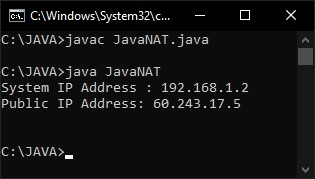 C:\Windows\System32\c...
C:\JAVA>javac JavaNAT.java
C:\JAVA>java JavaNAT
System IP Address : 192.168.1.2
Public IP Address: 60.243.17.5
C:\JAVA>